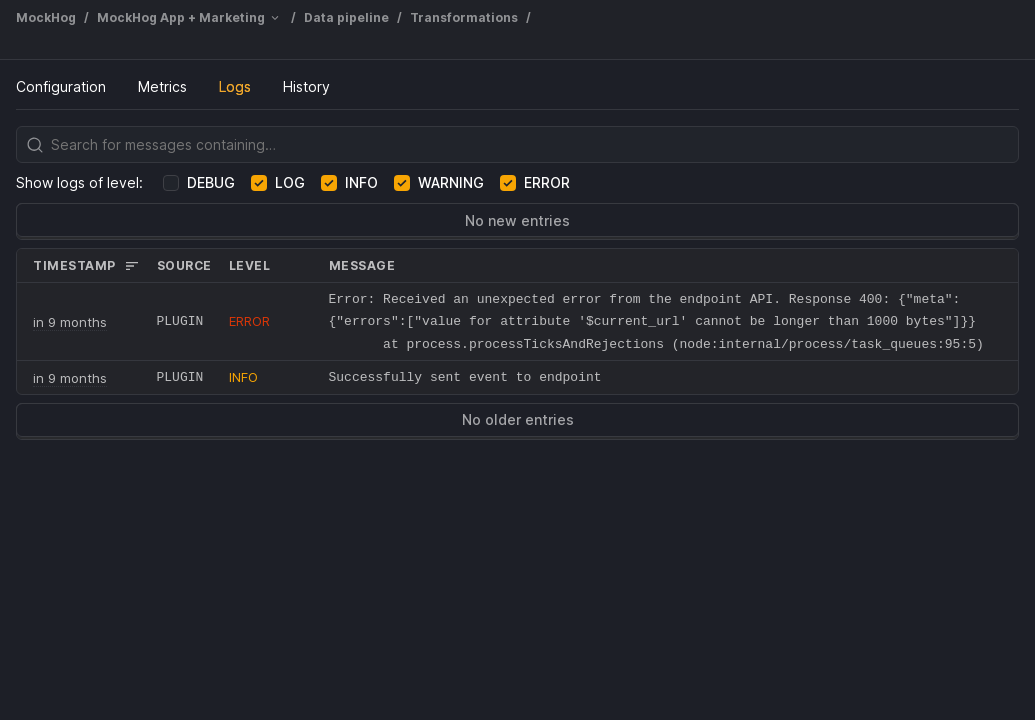 MockHog / MockHog App + Marketing / Data pipeline / Transformations /
Configuration Metrics Logs History
Search for messages containing…
Show logs of level: DEBUG LOG INFO WARNING ERROR
No new entries
TIMESTAMP SOURCE LEVEL MESSAGE
in 9 months PLUGIN ERROR Error: Received an unexpected error from the endpoint API. Response 400: {"meta":
{"errors":["value for attribute '$current_url' cannot be longer than 1000 bytes"]}}
at process.processTicksAndRejections (node:internal/process/task_queues:95:5)
in 9 months PLUGIN INFO Successfully sent event to endpoint
No older entries